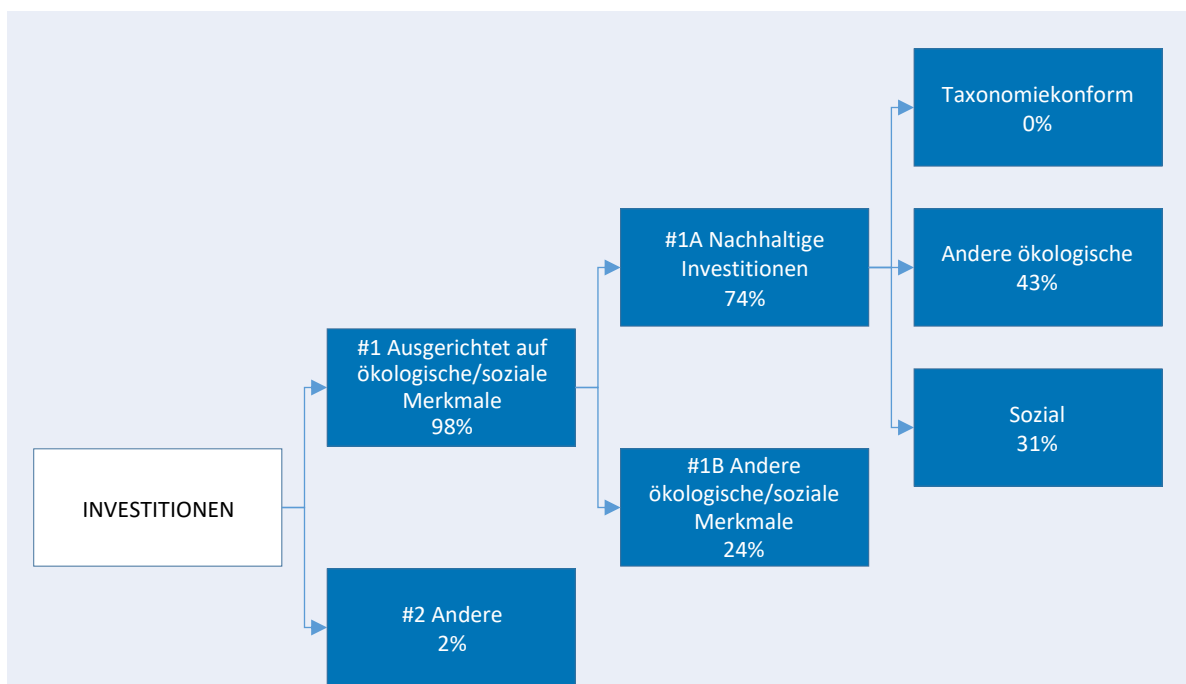 INVESTITIONEN
#1 Ausgerichtet auf
ökologische/soziale
Merkmale
98%
#2 Andere
2%
#1A Nachhaltige
Investitionen
74%
#1B Andere
ökologische/soziale
Merkmale
24%
Taxonomiekonform
0%
Andere ökologische
43%
Sozial
31%